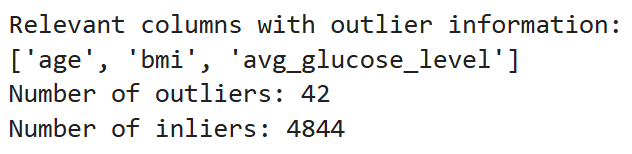 Relevant columns with outlier information:
['age', 'bmi', 'avg_glucose_level']
Number of outliers: 42
Number of inliers: 4844